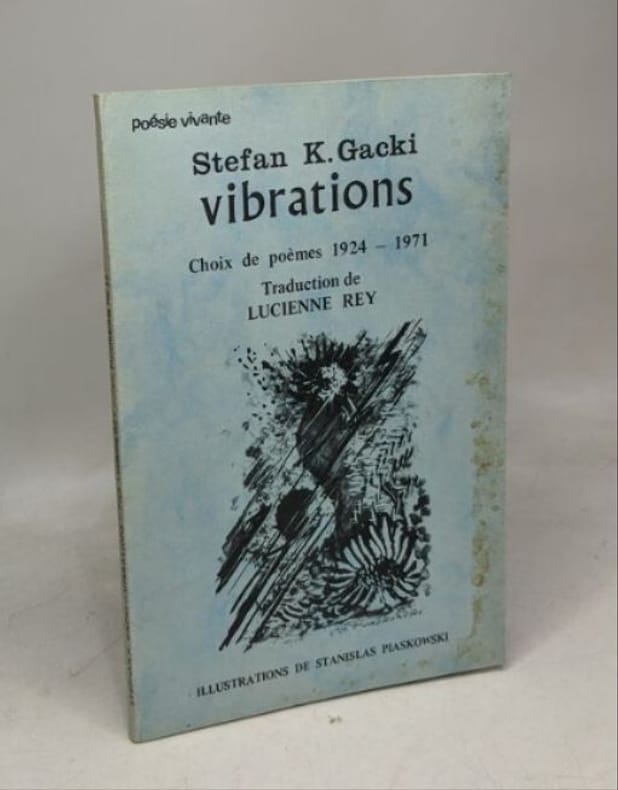 poésie vivante
Stefan K. Gacki
vibrations
Choix de poèmes 1924 – 1971
Traduction de
LUCIENNE REY
ILLUSTRATIONS DE STANISLAS PIASKOWSKI